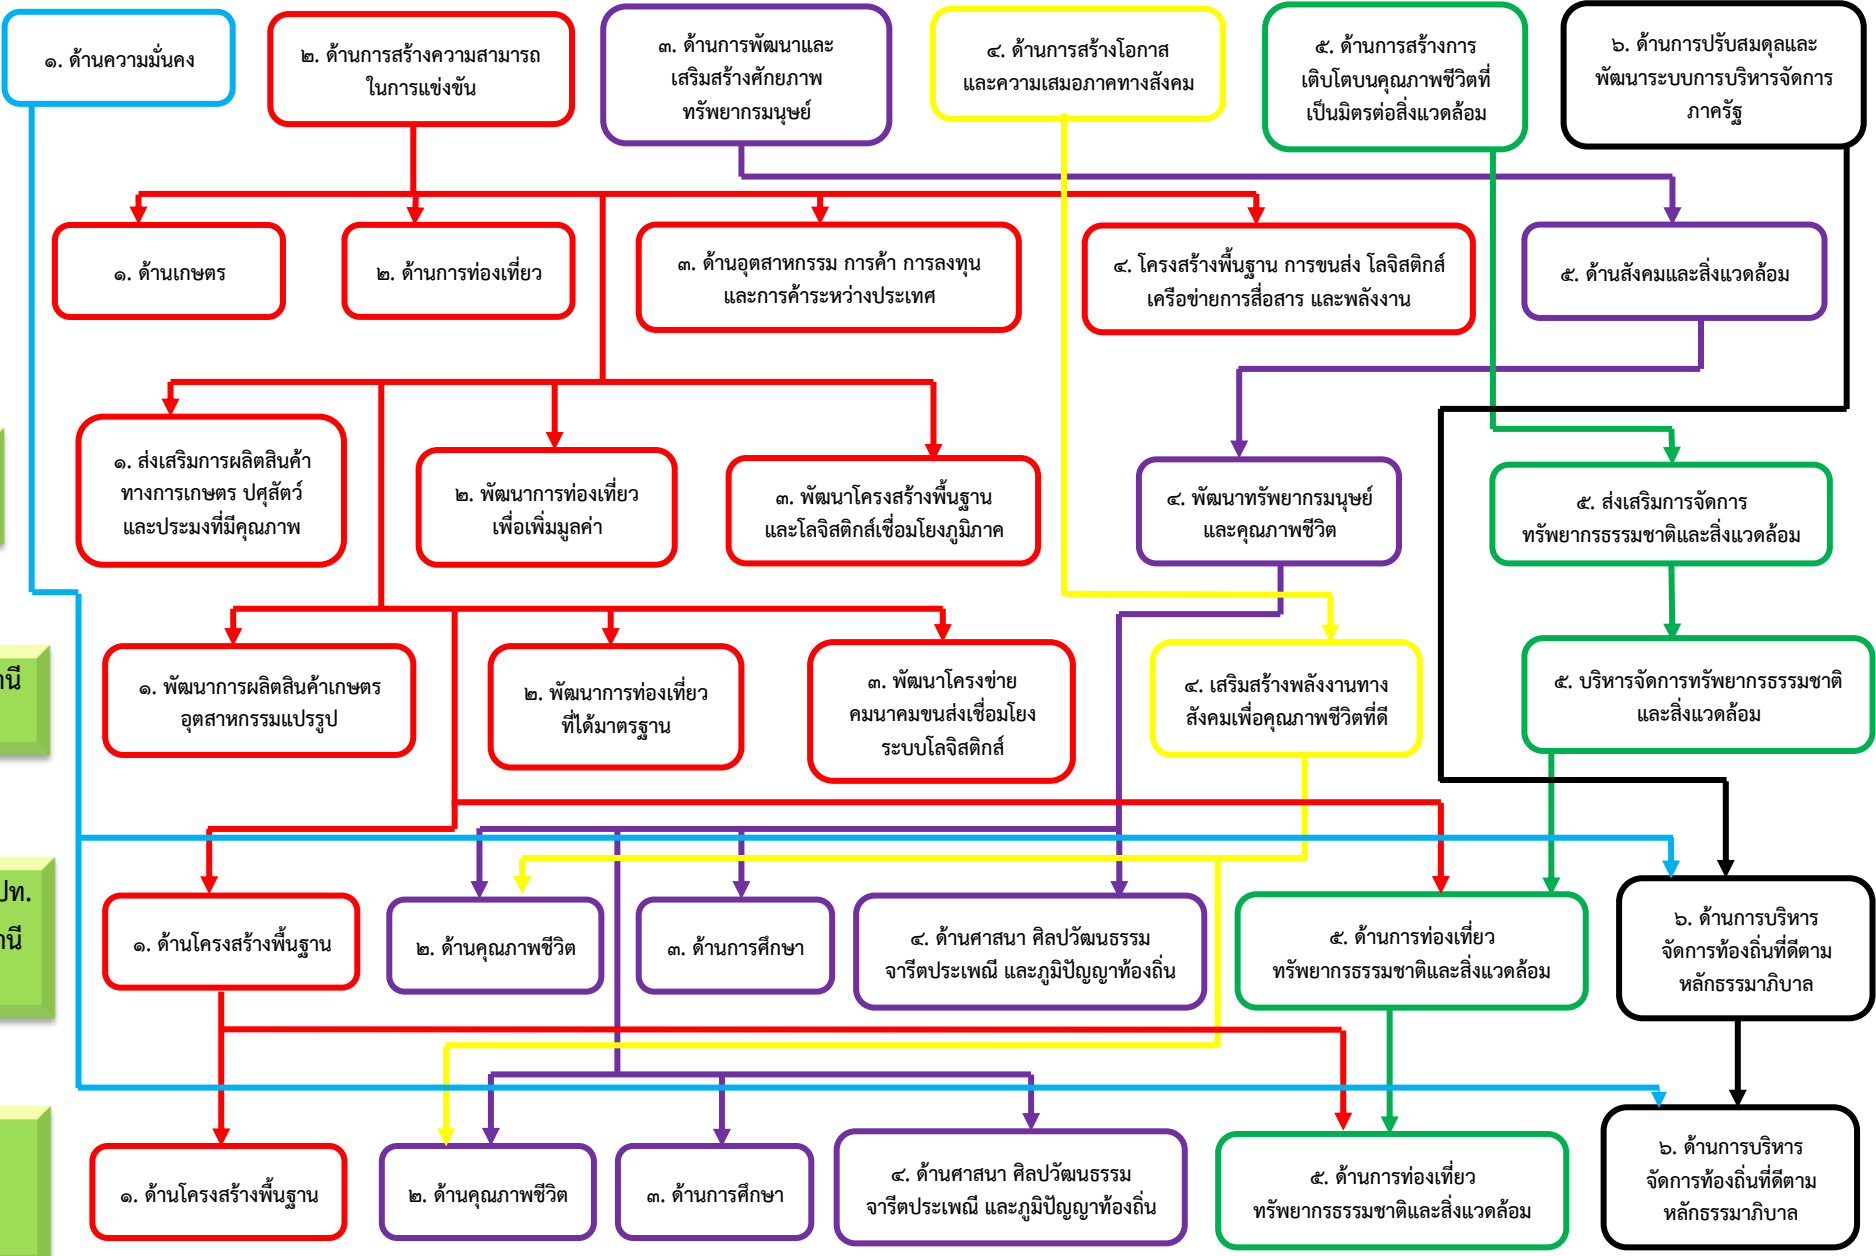 ๑. ด้านความมั่นคง
๒. ด้านการสร้างความสามารถ
ในการแข่งขัน
๓. ด้านการพัฒนาและ
เสริมสร้างศักยภาพ
ทรัพยากรมนุษย์
๔. ด้านการสร้างโอกาส
และความเสมอภาคทางสังคม
๕. ด้านการสร้างการ
เติบโตบนคุณภาพชีวิตที่
เป็นมิตรต่อสิ่งแวดล้อม
๖. ด้านการปรับสมดุลและ
พัฒนาระบบการบริหารจัดการ
ภาครัฐ
๑. ด้านเกษตร
๒. ด้านการท่องเที่ยว
๓. ด้านอุตสาหกรรม การค้า การลงทุน
และการค้าระหว่างประเทศ
๔. โครงสร้างพื้นฐาน การขนส่ง โลจิสติกส์
เครือข่ายการสื่อสาร และพลังงาน
๕. ด้านสังคมและสิ่งแวดล้อม
๑. ส่งเสริมการผลิตสินค้า
ทางการเกษตร ปศุสัตว์
และประมงที่มีคุณภาพ
๒. พัฒนาการท่องเที่ยว
เพื่อเพิ่มมูลค่า
๓. พัฒนาโครงสร้างพื้นฐาน
และโลจิสติกส์เชื่อมโยงภูมิภาค
๔. พัฒนาทรัพยากรมนุษย์
และคุณภาพชีวิต
๕. ส่งเสริมการจัดการ
ทรัพยากรธรรมชาติและสิ่งแวดล้อม
๑. พัฒนาการผลิตสินค้าเกษตร
อุตสาหกรรมแปรรูป
๒. พัฒนาการท่องเที่ยว
ที่ได้มาตรฐาน
๓. พัฒนาโครงข่าย
คมนาคมขนส่งเชื่อมโยง
ระบบโลจิสติกส์
๔. เสริมสร้างพลังงานทาง
สังคมเพื่อคุณภาพชีวิตที่ดี
๕. บริหารจัดการทรัพยากรธรรมชาติ
และสิ่งแวดล้อม
ปท.
๑. ด้านโครงสร้างพื้นฐาน
๒. ด้านคุณภาพชีวิต
๓. ด้านการศึกษา
๔. ด้านศาสนา ศิลปวัฒนธรรม
จารีตประเพณี และภูมิปัญญาท้องถิ่น
๕. ด้านการท่องเที่ยว
ทรัพยากรธรรมชาติและสิ่งแวดล้อม
๖. ด้านการบริหาร
จัดการท้องถิ่นที่ดีตาม
หลักธรรมาภิบาล
๑. ด้านโครงสร้างพื้นฐาน
๒. ด้านคุณภาพชีวิต
๓. ด้านการศึกษา
๔. ด้านศาสนา ศิลปวัฒนธรรม
จารีตประเพณี และภูมิปัญญาท้องถิ่น
๕. ด้านการท่องเที่ยว
ทรัพยากรธรรมชาติและสิ่งแวดล้อม
๖. ด้านการบริหาร
จัดการท้องถิ่นที่ดีตาม
หลักธรรมาภิบาล